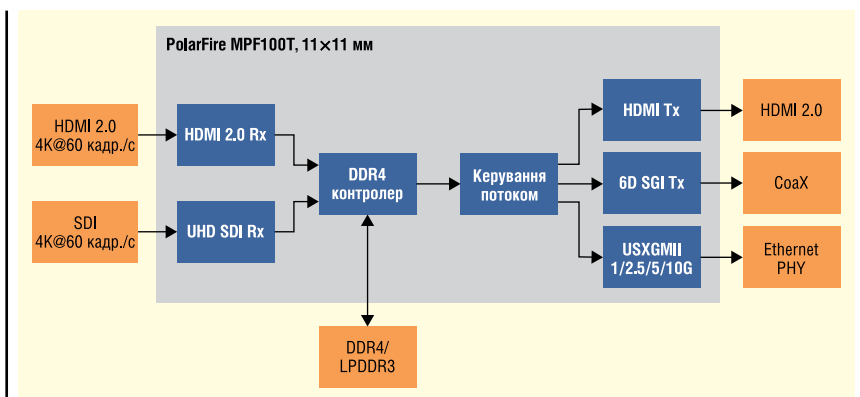 PolarFire MPF100T, 11×11 мм
HDMI 2.0
4K@60 кадр./с
HDMI 2.0 Rx
SDI
4K@60 кадр./с
UHD SDI Rx
DDR4
контролер
DDR4/
LPDDR3
Керування
потоком
HDMI Tx
HDMI 2.0
6D SGI Tx
CoaX
USXGMII
1/2.5/5/10G
Ethernet
PHY